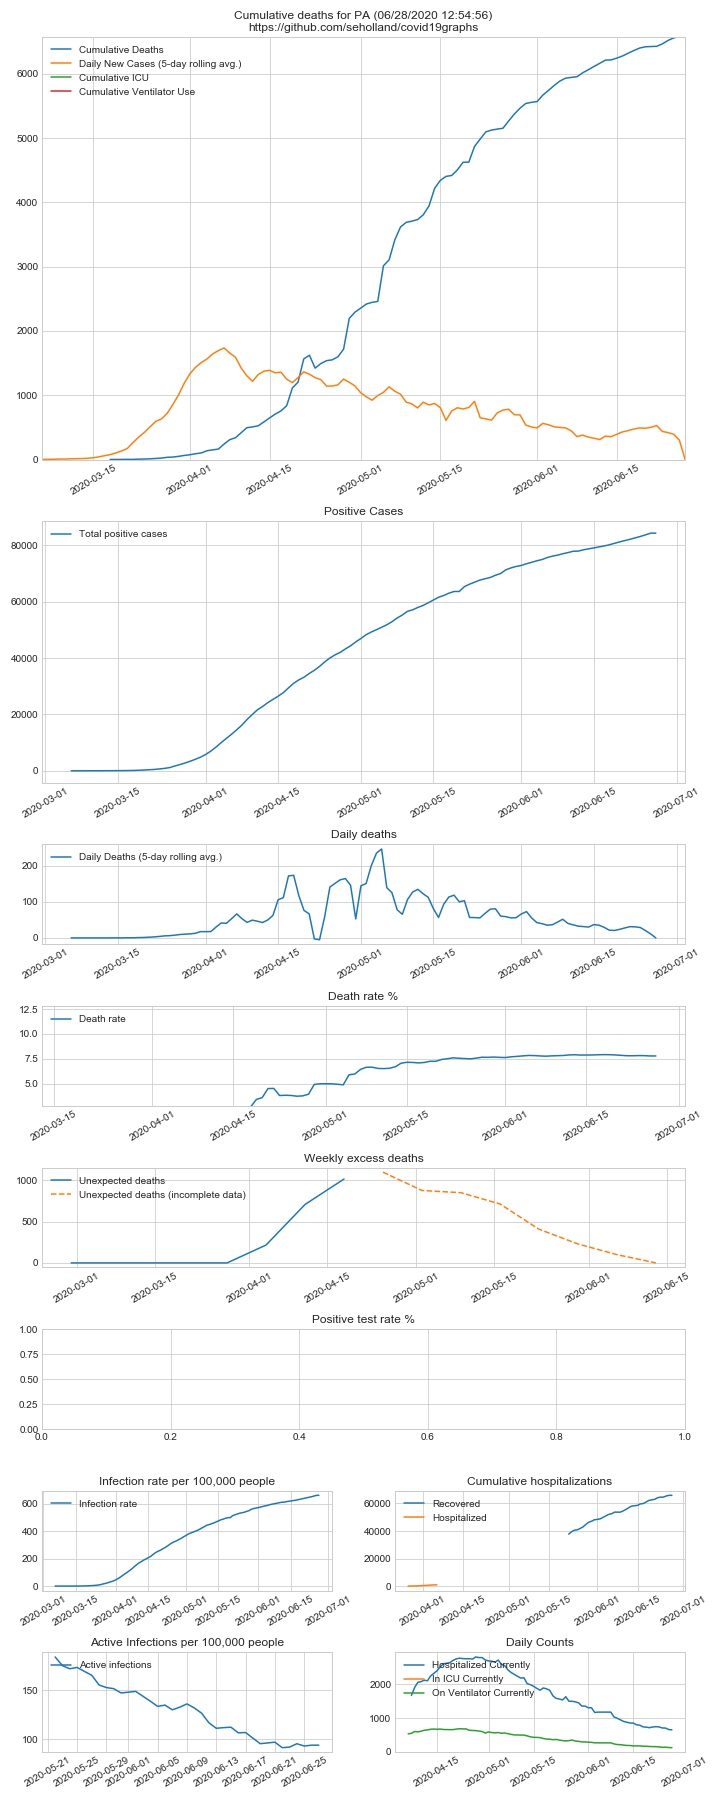 Cumulative deaths for PA (06/28/2020 12:54:56)
https://github.com/seholland/covid19graphs
Cumulative Deaths
Daily New Cases (5-day rolling avg.)
Cumulative ICU
Cumulative Ventilator Use
6000
5000
4000
3000
2000
1000
0
2020-03-15 2020-04-01 2020-04-15 2020-05-01 2020-05-15 2020-06-01 2020-06-15
Positive Cases
Total positive cases
80000
60000
40000
20000
0
2020-03-01 2020-03-15 2020-04-01 2020-04-15 2020-05-01 2020-05-15 2020-06-01 2020-06-15 2020-07-01
Daily deaths
Daily Deaths (5-day rolling avg.)
200
100
0
2020-03-01 2020-03-15 2020-04-01 2020-04-15 2020-05-01 2020-05-15 2020-06-01 2020-06-15 2020-07-01
Death rate %
12.5
Death rate
10.0
7.5
5.0
2020-03-15 2020-04-01 2020-04-15 2020-05-01 2020-05-15 2020-06-01 2020-06-15 2020-07-01
Weekly excess deaths
1000
Unexpected deaths
Unexpected deaths (incomplete data)
500
0
2020-03-01 2020-03-15 2020-04-01 2020-04-15 2020-05-01 2020-05-15 2020-06-01 2020-06-15
Positive test rate %
1.00
0.75
0.50
0.25
0.00
0.0 0.2 0.4 0.6 0.8 1.0
Infection rate per 100,000 people
Infection rate
600
400
200
0
2020-03-01 2020-03-15 2020-04-01 2020-04-15 2020-05-01 2020-05-15 2020-06-01 2020-06-15 2020-07-01
Cumulative hospitalizations
Recovered
Hospitalized
60000
40000
20000
0
2020-04-01 2020-04-15 2020-05-01 2020-05-15 2020-06-01 2020-06-15 2020-07-01
Active Infections per 100,000 people
Active infections
150
100
2020-05-21 2020-05-25 2020-05-29 2020-06-01 2020-06-05 2020-06-09 2020-06-13 2020-06-17 2020-06-21 2020-06-25
Daily Counts
Hospitalized Currently
In ICU Currently
On Ventilator Currently
2000
1000
0
2020-04-15 2020-05-01 2020-05-15 2020-06-01 2020-06-15 2020-07-01